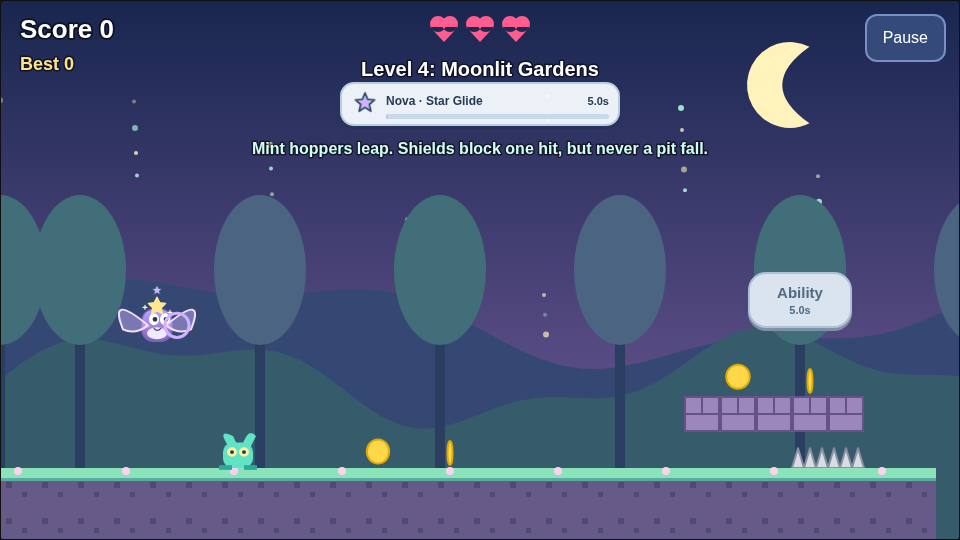 Score 0
Best 0
Pause
Level 4: Moonlit Gardens
Nova · Star Glide 5.0s
Mint hoppers leap. Shields block one hit, but never a pit fall.
Ability
5.0s